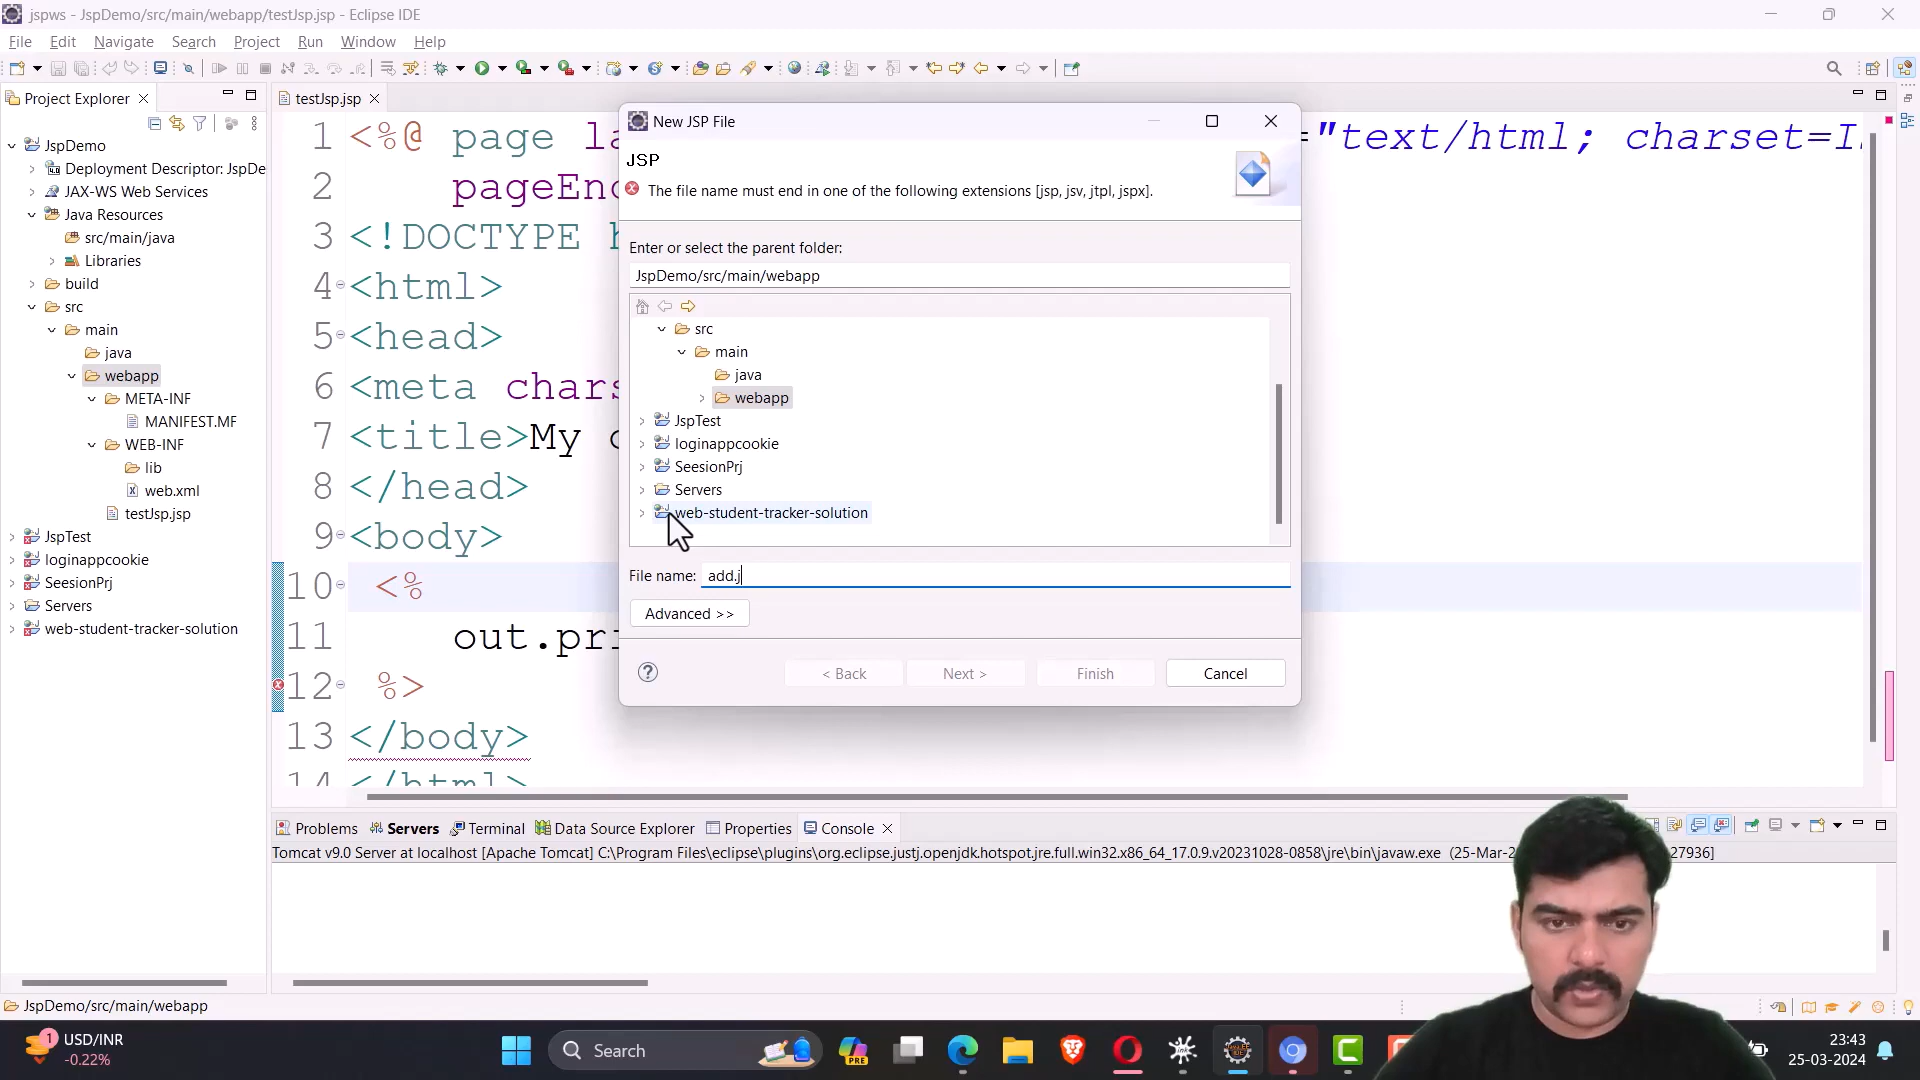 jspws - JspDemo/src/main/webapp/testJsp.jsp - Eclipse IDE
File Edit Navigate Search Project Run Window Help
Project Explorer
JspDemo
Deployment Descriptor: JspDe
JAX-WS Web Services
Java Resources
src/main/java
Libraries
build
src
main
java
webapp
META-INF
MANIFEST.MF
WEB-INF
lib
web.xml
testJsp.jsp
JspTest
loginappcookie
SeesionPrj
Servers
web-student-tracker-solution
testJsp.jsp
1 <%@ page la ="text/html; charset=I
2 pageEnc
3 <!DOCTYPE h
4 <html>
5 <head>
6 <meta chars
7 <title>My
8 </head>
9 <body>
10 <%
11 out.pri
12 %>
13 </body>
14 </html>
New JSP File
JSP
The file name must end in one of the following extensions [jsp, jsv, jtpl, jspx].
Enter or select the parent folder:
JspDemo/src/main/webapp
src
main
java
webapp
JspTest
loginappcookie
SeesionPrj
Servers
web-student-tracker-solution
File name: add.j
Advanced >>
? < Back Next > Finish Cancel
Problems Servers Terminal Data Source Explorer Properties Console
Tomcat v9.0 Server at localhost [Apache Tomcat] C:\Program Files\eclipse\plugins\org.eclipse.justj.openjdk.hotspot.jre.full.win32.x86_64_17.0.9.v20231028-0858\jre\bin\javaw.exe (25-Mar-2 27936]
JspDemo/src/main/webapp
1 USD/INR
-0.22%
Search
PRE
IDE
23:43
25-03-2024